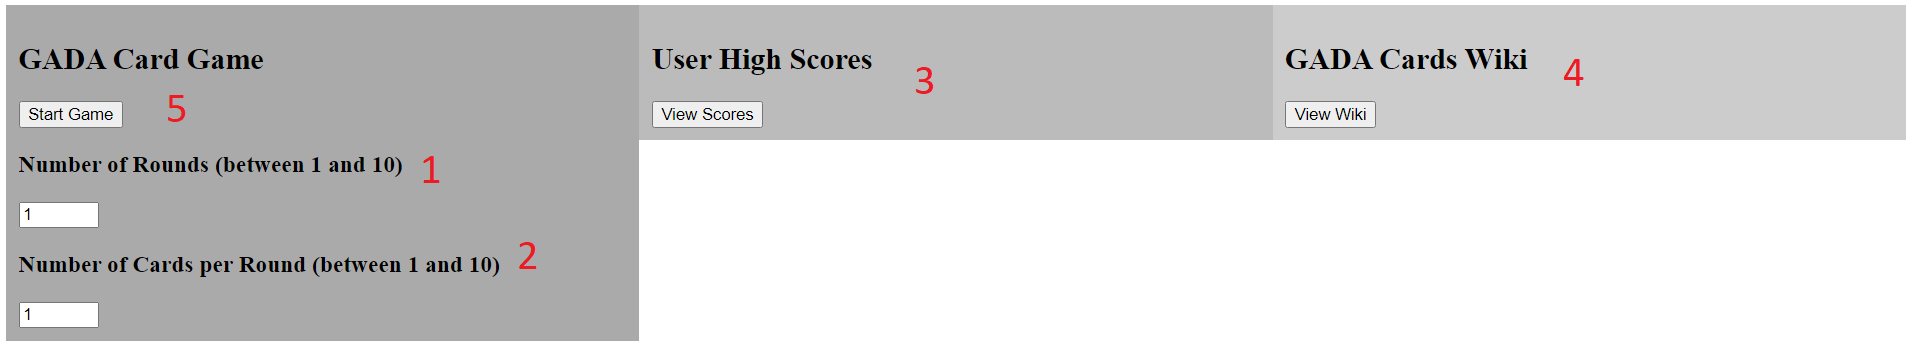 GADA Card Game
Start Game 5
Number of Rounds (between 1 and 10) 1
1
Number of Cards per Round (between 1 and 10) 2
1
User High Scores 3
View Scores
GADA Cards Wiki 4
View Wiki